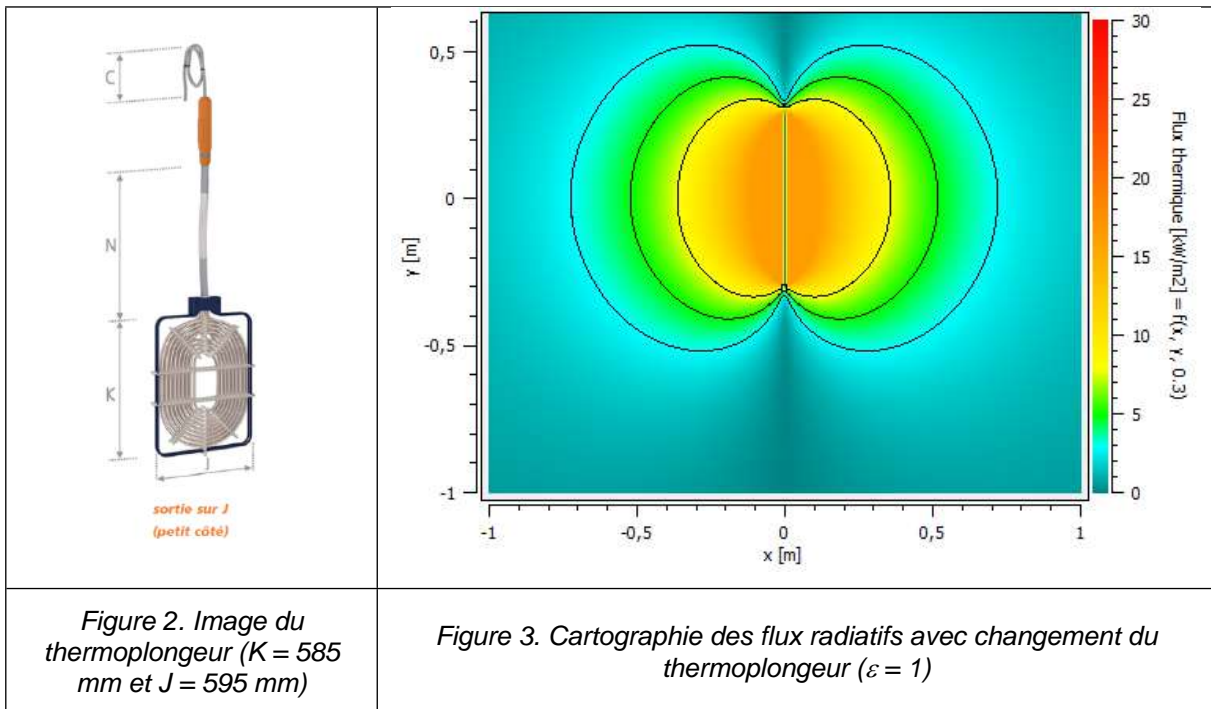 C
N
K
J
sortie sur J
(petit côté)
0,5
0
-0,5
-1
y [m]
-1
-0,5
0
0,5
1
x [m]
30
25
20
15
10
5
0
Flux thermique [kW/m2] = f(x, y, 0.3)
Figure 2. Image du
thermoplongeur (K = 585
mm et J = 595 mm)
Figure 3. Cartographie des flux radiatifs avec changement du
thermoplongeur (ε = 1)